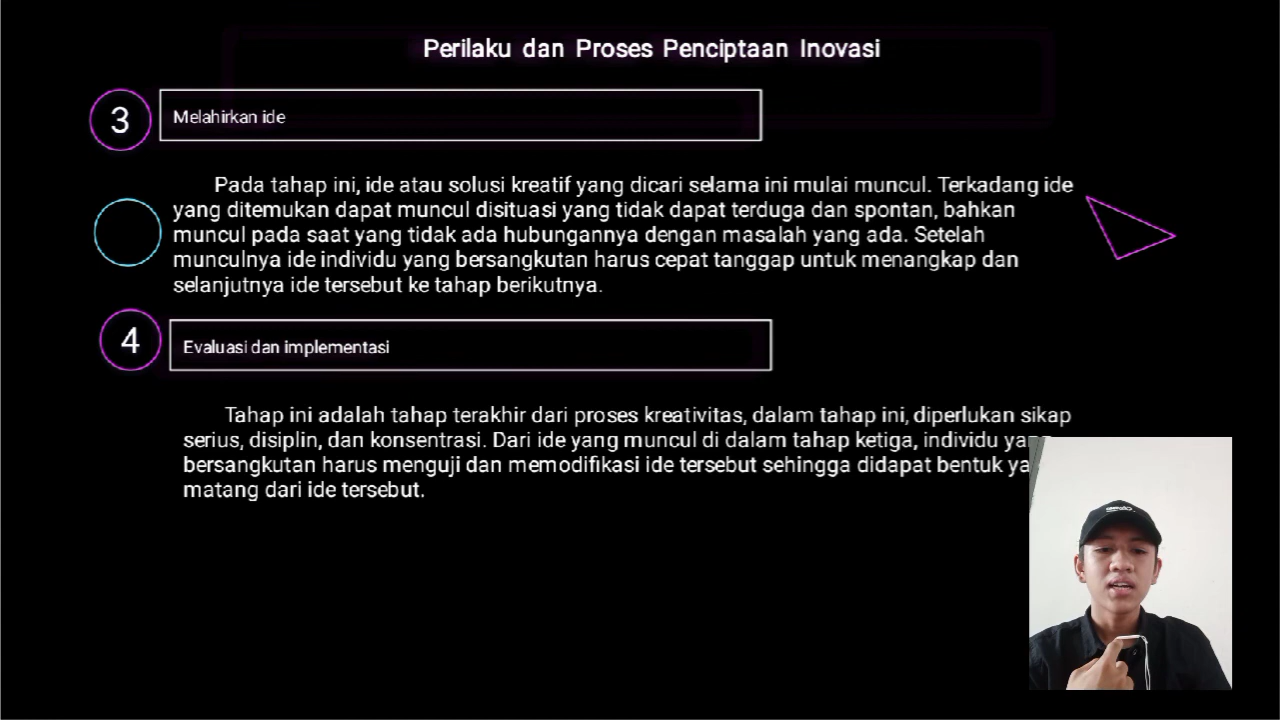 Perilaku dan Proses Penciptaan Inovasi
3
Melahirkan ide
Pada tahap ini, ide atau solusi kreatif yang dicari selama ini mulai muncul. Terkadang ide
yang ditemukan dapat muncul disituasi yang tidak dapat terduga dan spontan, bahkan
muncul pada saat yang tidak ada hubungannya dengan masalah yang ada. Setelah
munculnya ide individu yang bersangkutan harus cepat tanggap untuk menangkap dan
selanjutnya ide tersebut ke tahap berikutnya.
4
Evaluasi dan implementasi
Tahap ini adalah tahap terakhir dari proses kreativitas, dalam tahap ini, diperlukan sikap
serius, disiplin, dan konsentrasi. Dari ide yang muncul di dalam tahap ketiga, individu
bersangkutan harus menguji dan memodifikasi ide tersebut sehingga didapat bentuk
matang dari ide tersebut.